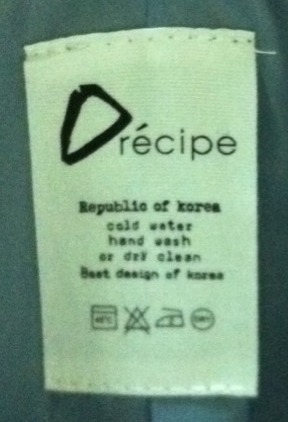 Drécipe
Republic of korea
cold water
hand wash
or dry clean
Best design of korea